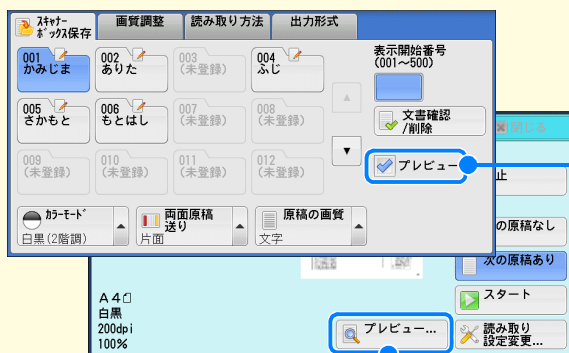 スキャナー
ボックス保存
画質調整
読み取り方法
出力形式
001
かみじま
002
ありた
003
(未登録)
004
ふじ
表示開始番号
(001～500)
005
さかもと
006
もとはし
007
(未登録)
008
(未登録)
文書確認
/削除
009
(未登録)
010
(未登録)
011
(未登録)
012
(未登録)
プレビュー
カラーモード
白黒(2階調)
両面原稿
送り
片面
原稿の画質
文字
閉じる
止
の原稿なし
次の原稿あり
スタート
A4
白黒
200dpi
100%
プレビュー...
読み取り
設定変更...